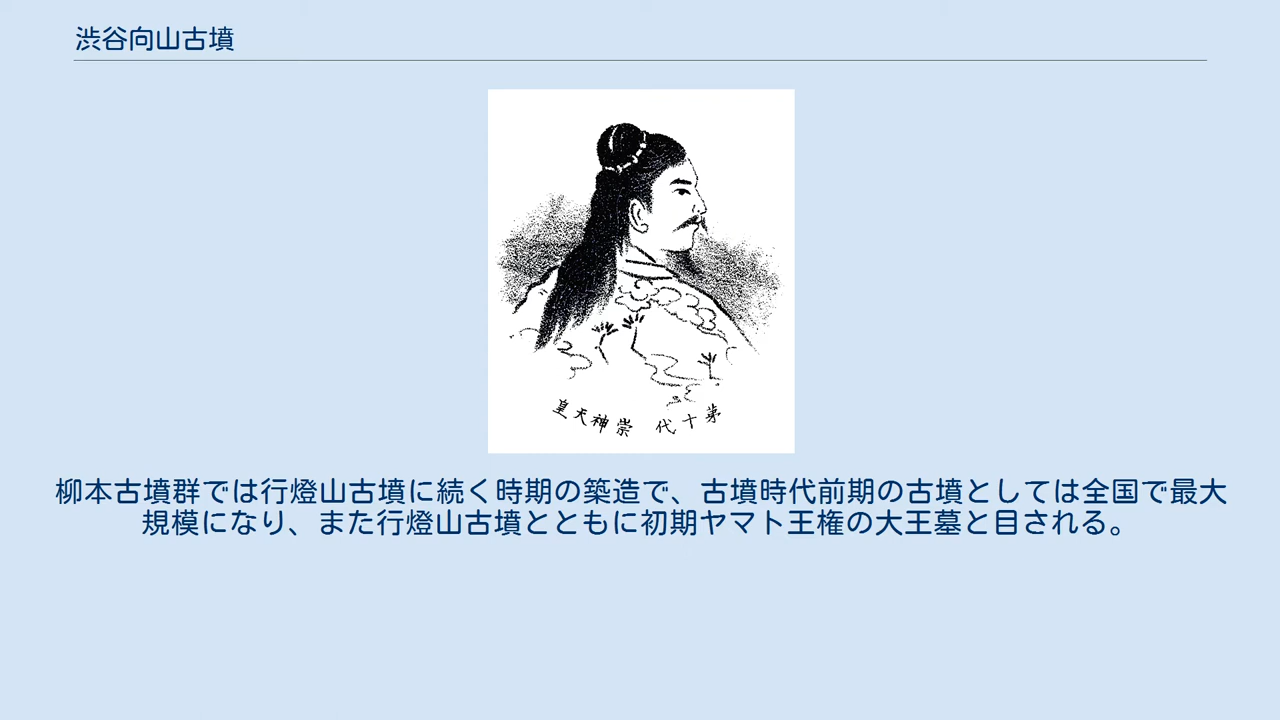 渋谷向山古墳
皇天神崇 代十第
柳本古墳群では行燈山古墳に続く時期の築造で、古墳時代前期の古墳としては全国で最大
規模になり、また行燈山古墳とともに初期ヤマト王権の大王墓と目される。